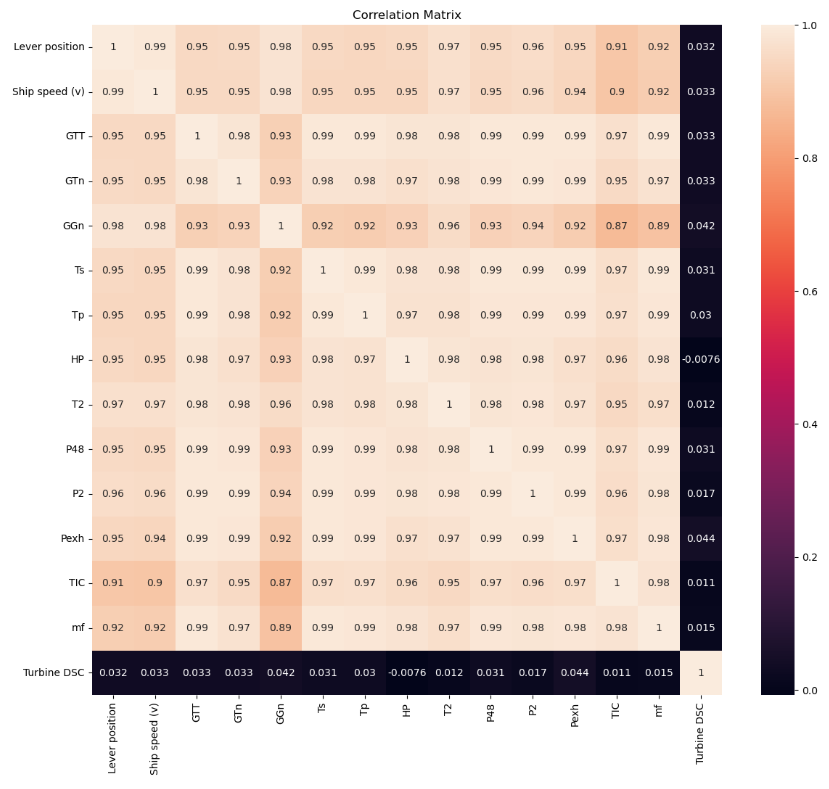 Correlation Matrix
Lever position 1 0.99 0.95 0.95 0.98 0.95 0.95 0.95 0.97 0.95 0.96 0.95 0.91 0.92 0.032
Ship speed (v) 0.99 1 0.95 0.95 0.98 0.95 0.95 0.95 0.97 0.95 0.96 0.94 0.9 0.92 0.033
GTT 0.95 0.95 1 0.98 0.93 0.99 0.99 0.98 0.98 0.99 0.99 0.99 0.97 0.99 0.033
GTn 0.95 0.95 0.98 1 0.93 0.98 0.98 0.97 0.98 0.99 0.99 0.99 0.95 0.97 0.033
GGn 0.98 0.98 0.93 0.93 1 0.92 0.92 0.93 0.96 0.93 0.94 0.92 0.87 0.89 0.042
Ts 0.95 0.95 0.99 0.98 0.92 1 0.99 0.98 0.98 0.99 0.99 0.99 0.97 0.99 0.031
Tp 0.95 0.95 0.99 0.98 0.92 0.99 1 0.97 0.98 0.99 0.99 0.99 0.97 0.99 0.03
HP 0.95 0.95 0.98 0.97 0.93 0.98 0.97 1 0.98 0.98 0.98 0.97 0.96 0.98 -0.0076
T2 0.97 0.97 0.98 0.98 0.96 0.98 0.98 0.98 1 0.98 0.98 0.97 0.95 0.97 0.012
P48 0.95 0.95 0.99 0.99 0.93 0.99 0.99 0.98 0.98 1 0.99 0.99 0.97 0.99 0.031
P2 0.96 0.96 0.99 0.99 0.94 0.99 0.99 0.98 0.98 0.99 1 0.99 0.96 0.98 0.017
Pexh 0.95 0.94 0.99 0.99 0.92 0.99 0.99 0.97 0.97 0.99 0.99 1 0.97 0.98 0.044
TIC 0.91 0.9 0.97 0.95 0.87 0.97 0.97 0.96 0.95 0.97 0.96 0.97 1 0.98 0.011
mf 0.92 0.92 0.99 0.97 0.89 0.99 0.99 0.98 0.97 0.99 0.98 0.98 0.98 1 0.015
Turbine DSC 0.032 0.033 0.033 0.033 0.042 0.031 0.03 -0.0076 0.012 0.031 0.017 0.044 0.011 0.015 1
Lever position
Ship speed (v)
GTT
GTn
GGn
Ts
Tp
HP
T2
P48
P2
Pexh
TIC
mf
Turbine DSC
1.0
0.8
0.6
0.4
0.2
0.0